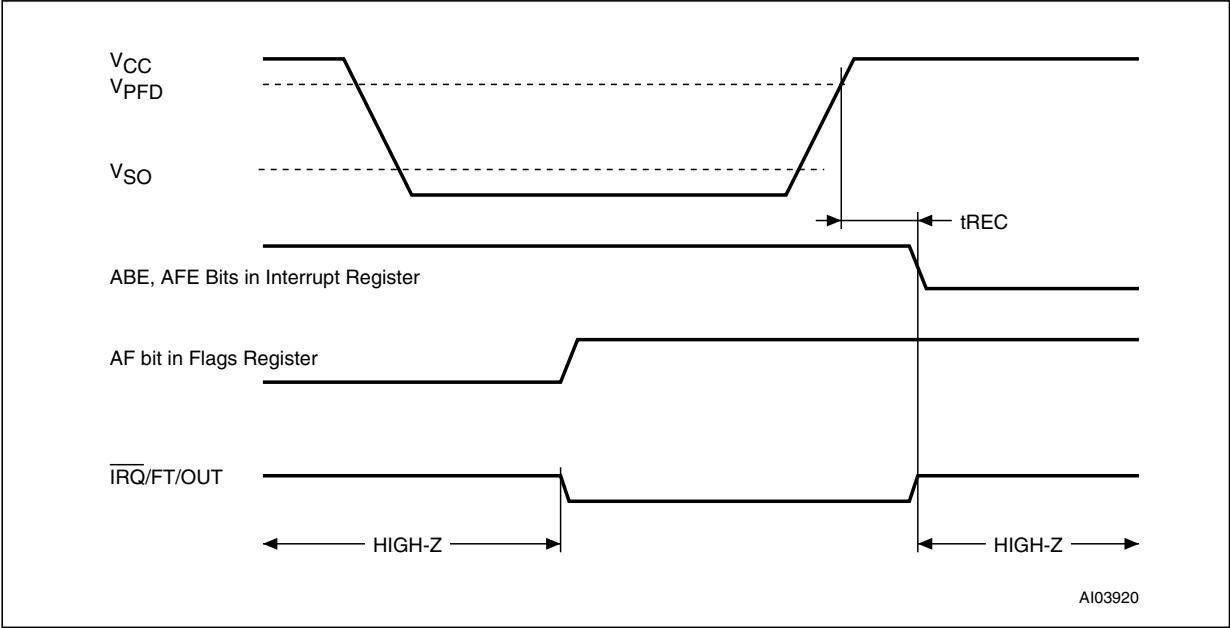 VCC
VPFD
VSO
tREC
ABE, AFE Bits in Interrupt Register
AF bit in Flags Register
IRQ/FT/OUT
HIGH-Z
HIGH-Z
AI03920